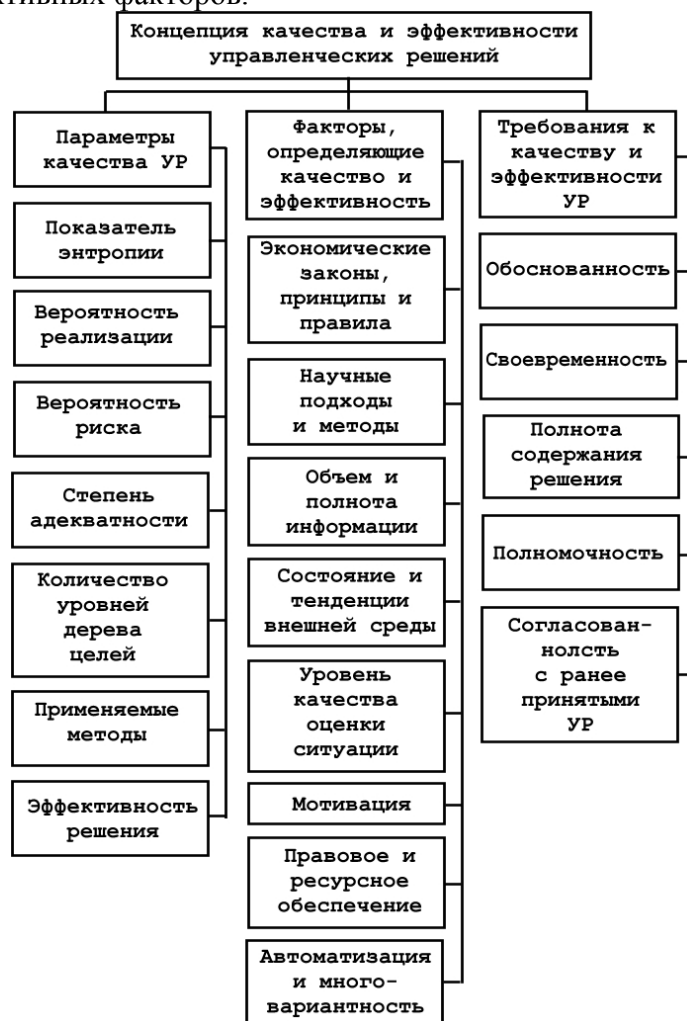 ктивных факторов.
Концепция качества и эффективности
управленческих решений
Параметры
качества УР
Показатель
энтропии
Вероятность
реализации
Вероятность
риска
Степень
адекватности
Количество
уровней
дерева
целей
Применяемые
методы
Эффективность
решения
Факторы,
определяющие
качество и
эффективность
Экономические
законы,
принципы и
правила
Научные
подходы
и методы
Объем и
полнота
информации
Состояние и
тенденции
внешней среды
Уровень
качества
оценки
ситуации
Мотивация
Правовое и
ресурсное
обеспечение
Автоматизация
и много-
вариантность
Требования к
качеству и
эффективности
УР
Обоснованность
Своевременность
Полнота
содержания
решения
Полномочность
Согласован-
нолсть
с ранее
принятыми
УР